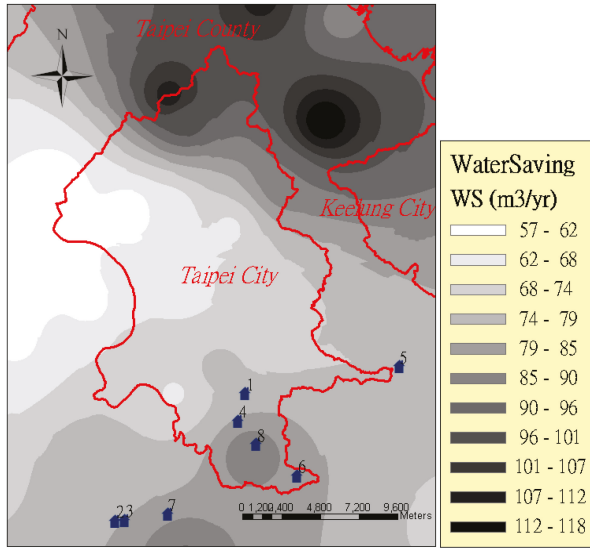 Taipei County
N
Keelung City
Taipei City
5
1
4
8
6
23
7
0 1,200 2,400 4,800 7,200 9,600
Meters
WaterSaving
WS (m3/yr)
57 - 62
62 - 68
68 - 74
74 - 79
79 - 85
85 - 90
90 - 96
96 - 101
101 - 107
107 - 112
112 - 118